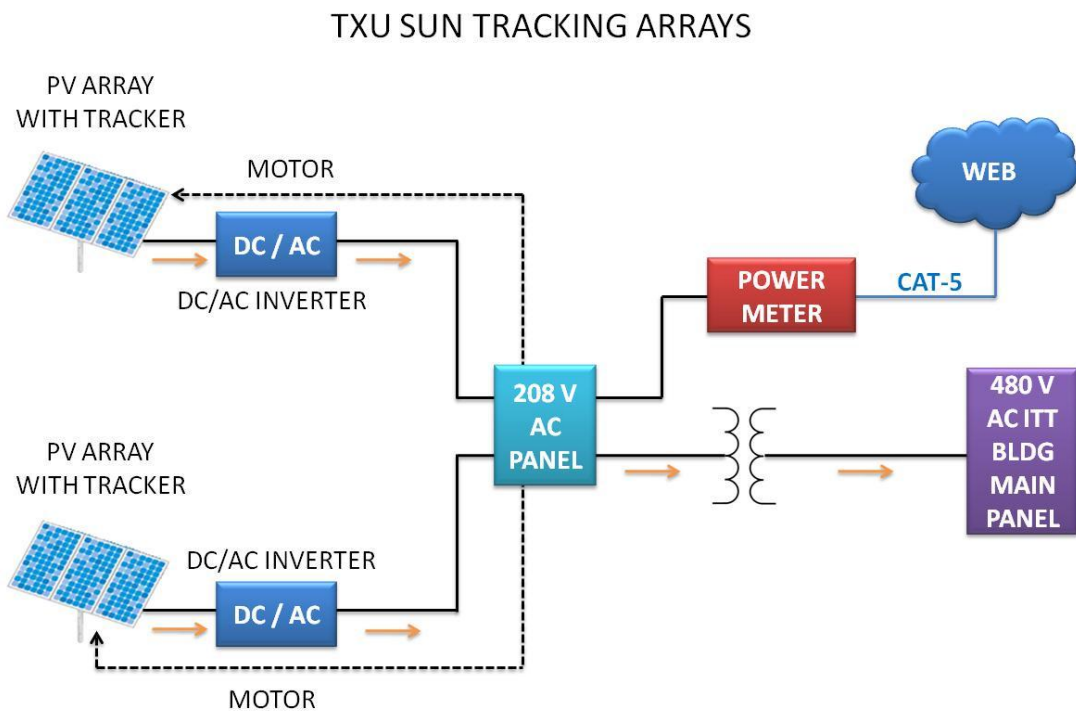 TXU SUN TRACKING ARRAYS
PV ARRAY
WITH TRACKER
MOTOR
DC / AC
DC/AC INVERTER
WEB
POWER
METER
CAT-5
208 V
AC
PANEL
480 V
AC ITT
BLDG
MAIN
PANEL
PV ARRAY
WITH TRACKER
DC/AC INVERTER
DC / AC
MOTOR